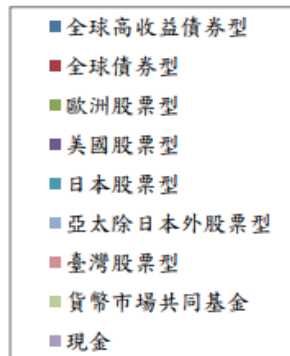 全球高收益債券型
全球債券型
歐洲股票型
美國股票型
日本股票型
亞太除日本外股票型
臺灣股票型
貨幣市場共同基金
現金